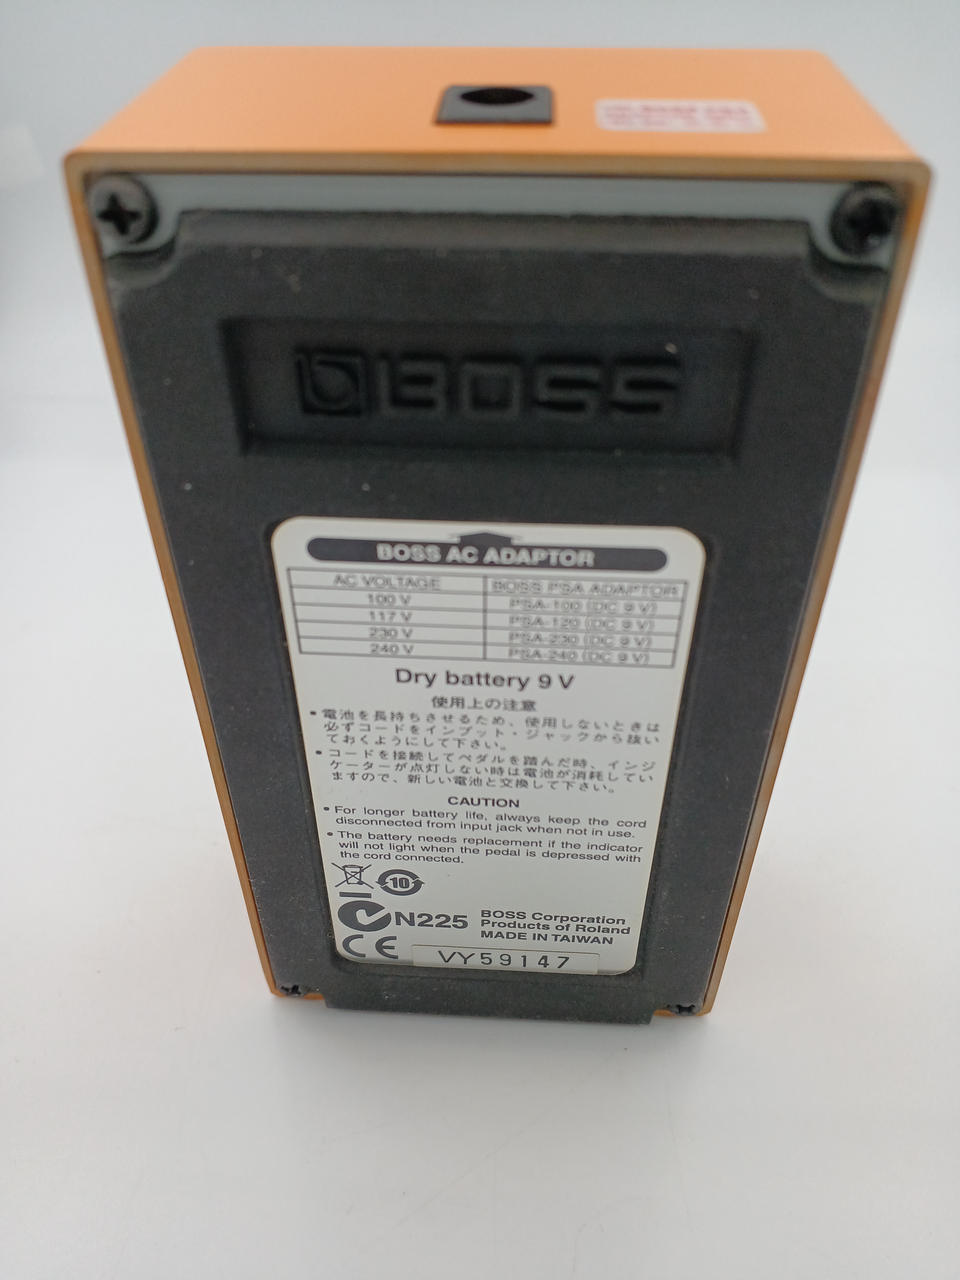 BOSS
BOSS AC ADAPTOR
AC VOLTAGE BOSS PSA ADAPTOR
100 V PSA-100 (DC 9 V)
117 V PSA-120 (DC 9 V)
230 V PSA-230 (DC 9 V)
240 V PSA-240 (DC 9 V)
Dry battery 9 V
使用上の注意
• 電池を長持ちさせるため、使用しないときは
必ずコードをインプット・ジャックから抜い
ておくようにして下さい。
• コードを接続してペダルを踏んだ時、インジ
ケーターが点灯しない時は電池が消耗してい
ますので、新しい電池と交換して下さい。
CAUTION
• For longer battery life, always keep the cord
disconnected from input jack when not in use.
• The battery needs replacement if the indicator
will not light when the pedal is depressed with
the cord connected.
10
N225
BOSS Corporation
Products of Roland
MADE IN TAIWAN
CE
VY59147